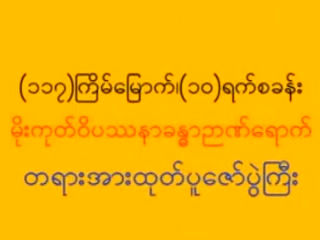 (၁၁၇)ကြိမ်မြောက်၊(၁၀)ရက်စခန်း
မိုးကုတ်ဝိပဿနာခန္ဓာဉာဏ်ရောက်
တရားအားထုတ်ပူဇော်ပွဲကြီး